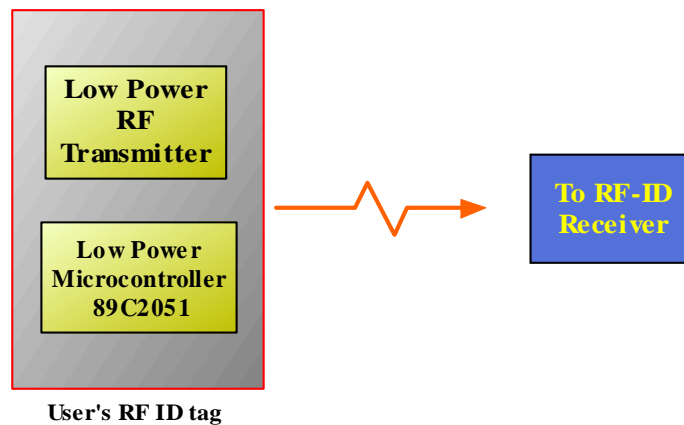 Low Power
RF
Transmitter
Low Power
Microcontroller
89C2051
User's RF ID tag
To RF-ID
Receiver